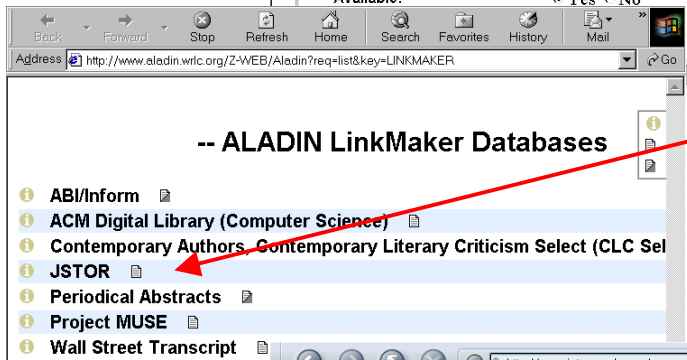 Available:
Yes No
Back Forward Stop Refresh Home Search Favorites History Mail »
Address http://www.aladin.wrlc.org/Z-WEB/Aladin?req=list&key=LINKMAKER Go
-- ALADIN LinkMaker Databases
ABI/Inform
ACM Digital Library (Computer Science)
Contemporary Authors, Contemporary Literary Criticism Select (CLC Sel
JSTOR
Periodical Abstracts
Project MUSE
Wall Street Transcript